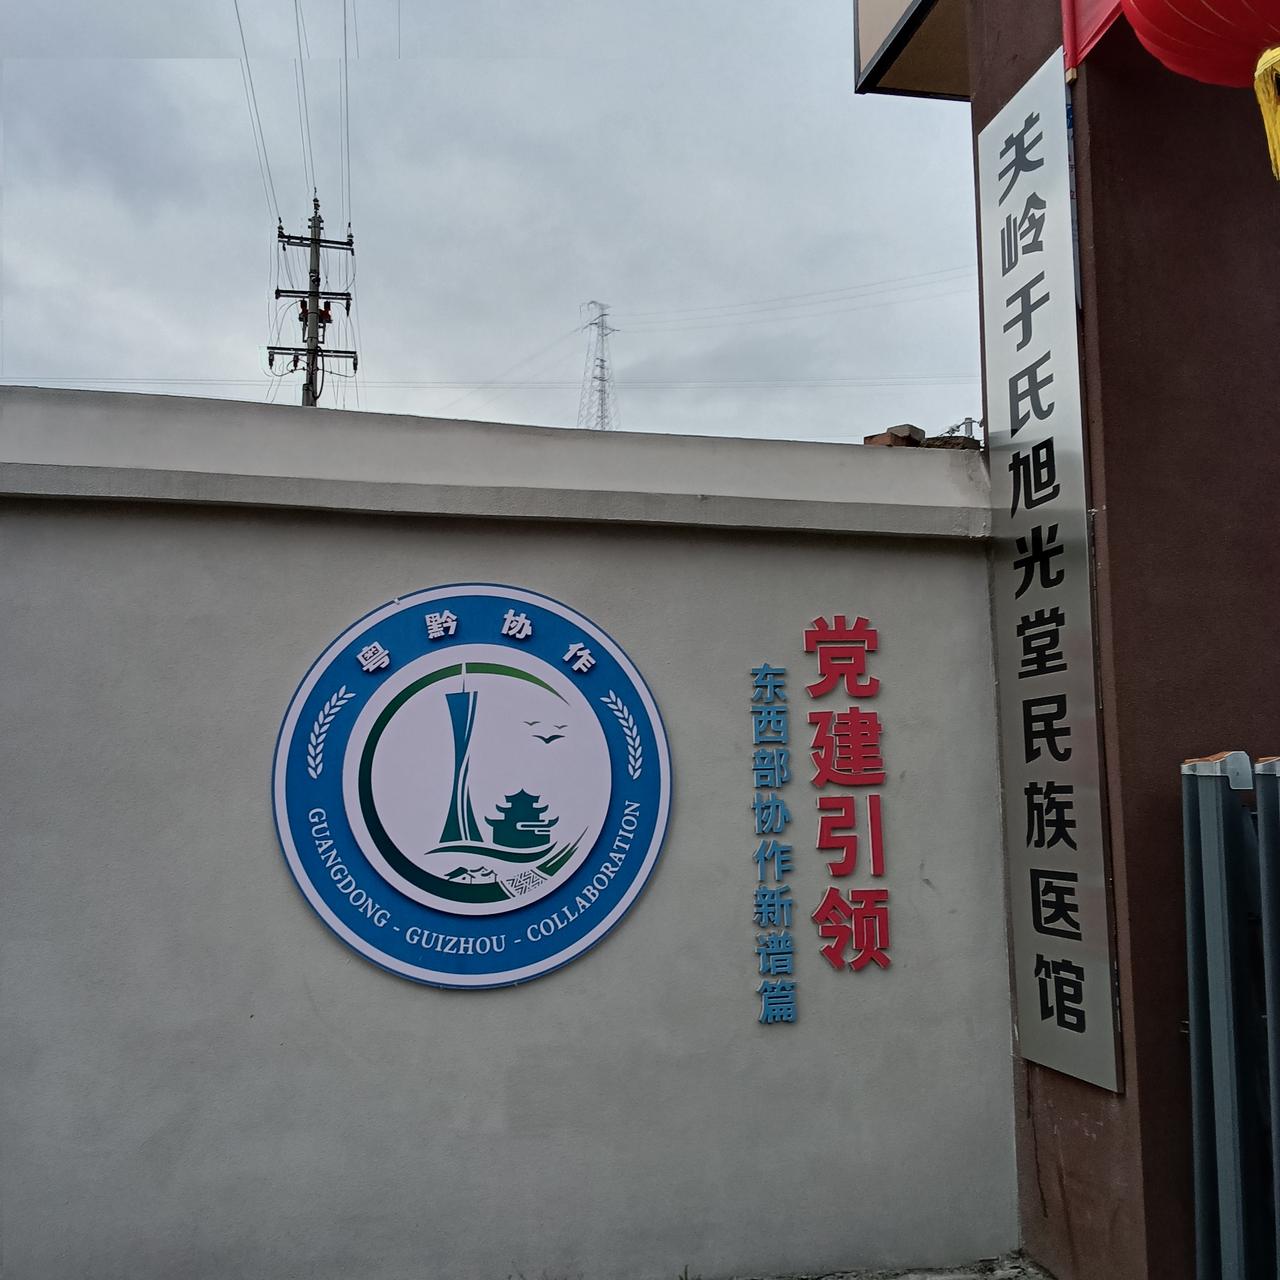 粤黔协作
GUANGDONG - GUIZHOU - COLLABORATION
党建引领
东西部协作新谱篇
关岭于氏旭光堂民族医馆